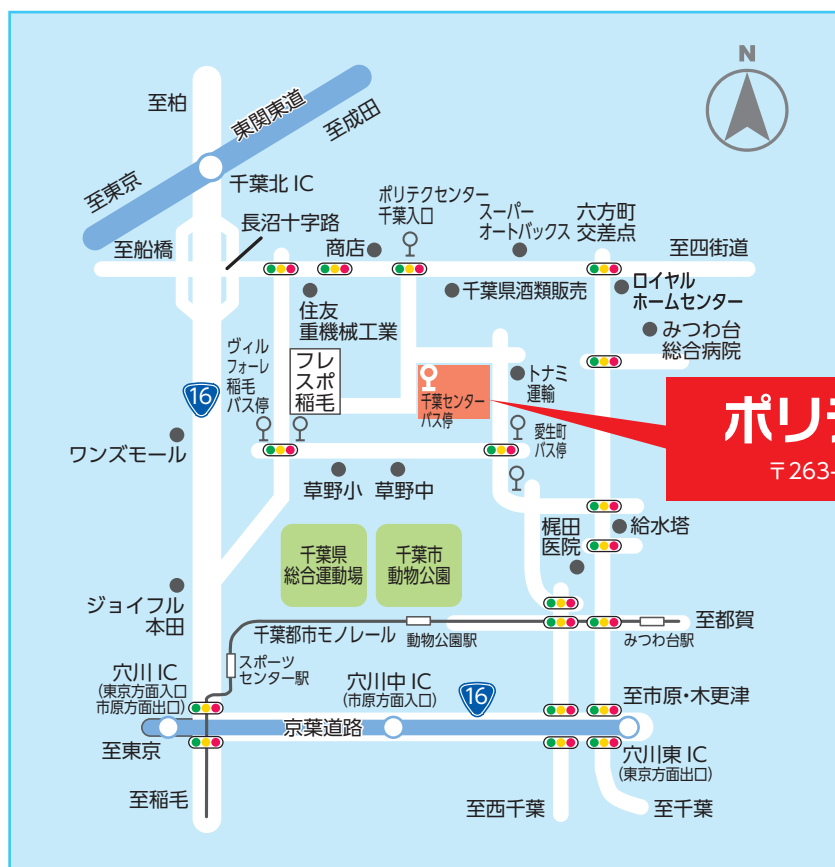 N
至柏
東関東道
至成田
至東京
千葉北 IC
長沼十字路
至船橋
商店
ポリテクセンター
千葉入口
スーパー
オートバックス
六方町
交差点
至四街道
住友
重機械工業
千葉県酒類販売
ロイヤル
ホームセンター
みつわ台
総合病院
ヴィル
フォーレ
稲毛
バス停
フレ
スポ
稲毛
千葉センター
バス停
トナミ
運輸
16
愛生町
バス停
ポリ
〒263-
ワンズモール
草野小
草野中
梶田
医院
給水塔
千葉県
総合運動場
千葉市
動物公園
ジョイフル
本田
千葉都市モノレール
動物公園駅
みつわ台駅
至都賀
スポーツ
センター駅
穴川 IC
(東京方面入口
市原方面出口)
穴川中 IC
(市原方面入口)
16
至市原・木更津
京葉道路
至東京
穴川東 IC
(東京方面出口)
至稲毛
至西千葉
至千葉